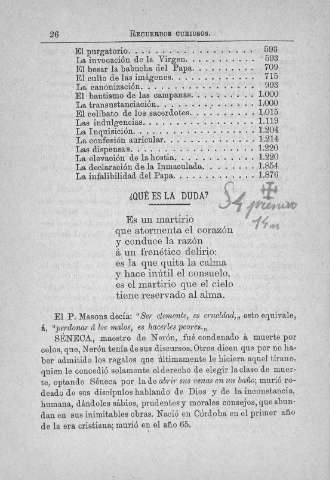 26 RECUERDOS CURIOSOS.
El purgatorio. . . . . . . . . . . . . . 593
La invocación de la Virgen. . . . . . . . . . 593
El besar la babucha del Papa. . . . . . . . . 709
El culto de las imágenes. . . . . . . . . . . 715
La canonización. . . . . . . . . . . . . 993
El bautismo de las campanas. . . . . . . . . 1.000
La transustanciación. . . . . . . . . . . . 1.000
El celibato de los sacerdotes. . . . . . . . . 1.015
Las indulgencias. . . . . . . . . . . . . 1.119
La Inquisición. . . . . . . . . . . . . . 1.204
La confesión auricular. . . . . . . . . . . 1.214
Las dispensas. . . . . . . . . . . . . . 1.220
La elevación de la hostia. . . . . . . . . . 1.220
La declaración de la Inmaculada. . . . . . . . 1.854
La infalibilidad del Papa. . . . . . . . . . 1.876
¿QUÉ ES LA DUDA?
Es un martirio
que atormenta el corazón
y conduce la razón
á un frenético delirio:
es la que quita la calma
y hace inútil el consuelo,
es el martirio que el cielo
tiene reservado al alma.
El P. Masons decía: "Ser clemente, es crueldad,, esto equivale,
á, "perdonar á los malos, es hacerles peores.,,
SÉNECA, maestro de Nerón, fué condenado á muerte por
celos, que, Nerón tenía de sus discursos. Otros dicen que por no ha-
ber admitido los regalos que últimamente le hiciera aquel tirano,
quien le concedió solamente el derecho de elegir la clase de muer-
te, optando Séneca por la de abrir sus venas en un baño; murió ro-
deado de sus discípulos hablando de Dios y de la inconstancia,
humana, dándoles sábios, prudentes y morales consejos, que abun-
dan en sus inimitables obras. Nació en Córdoba en el primer año
de la era cristiana; murió en el año 65.